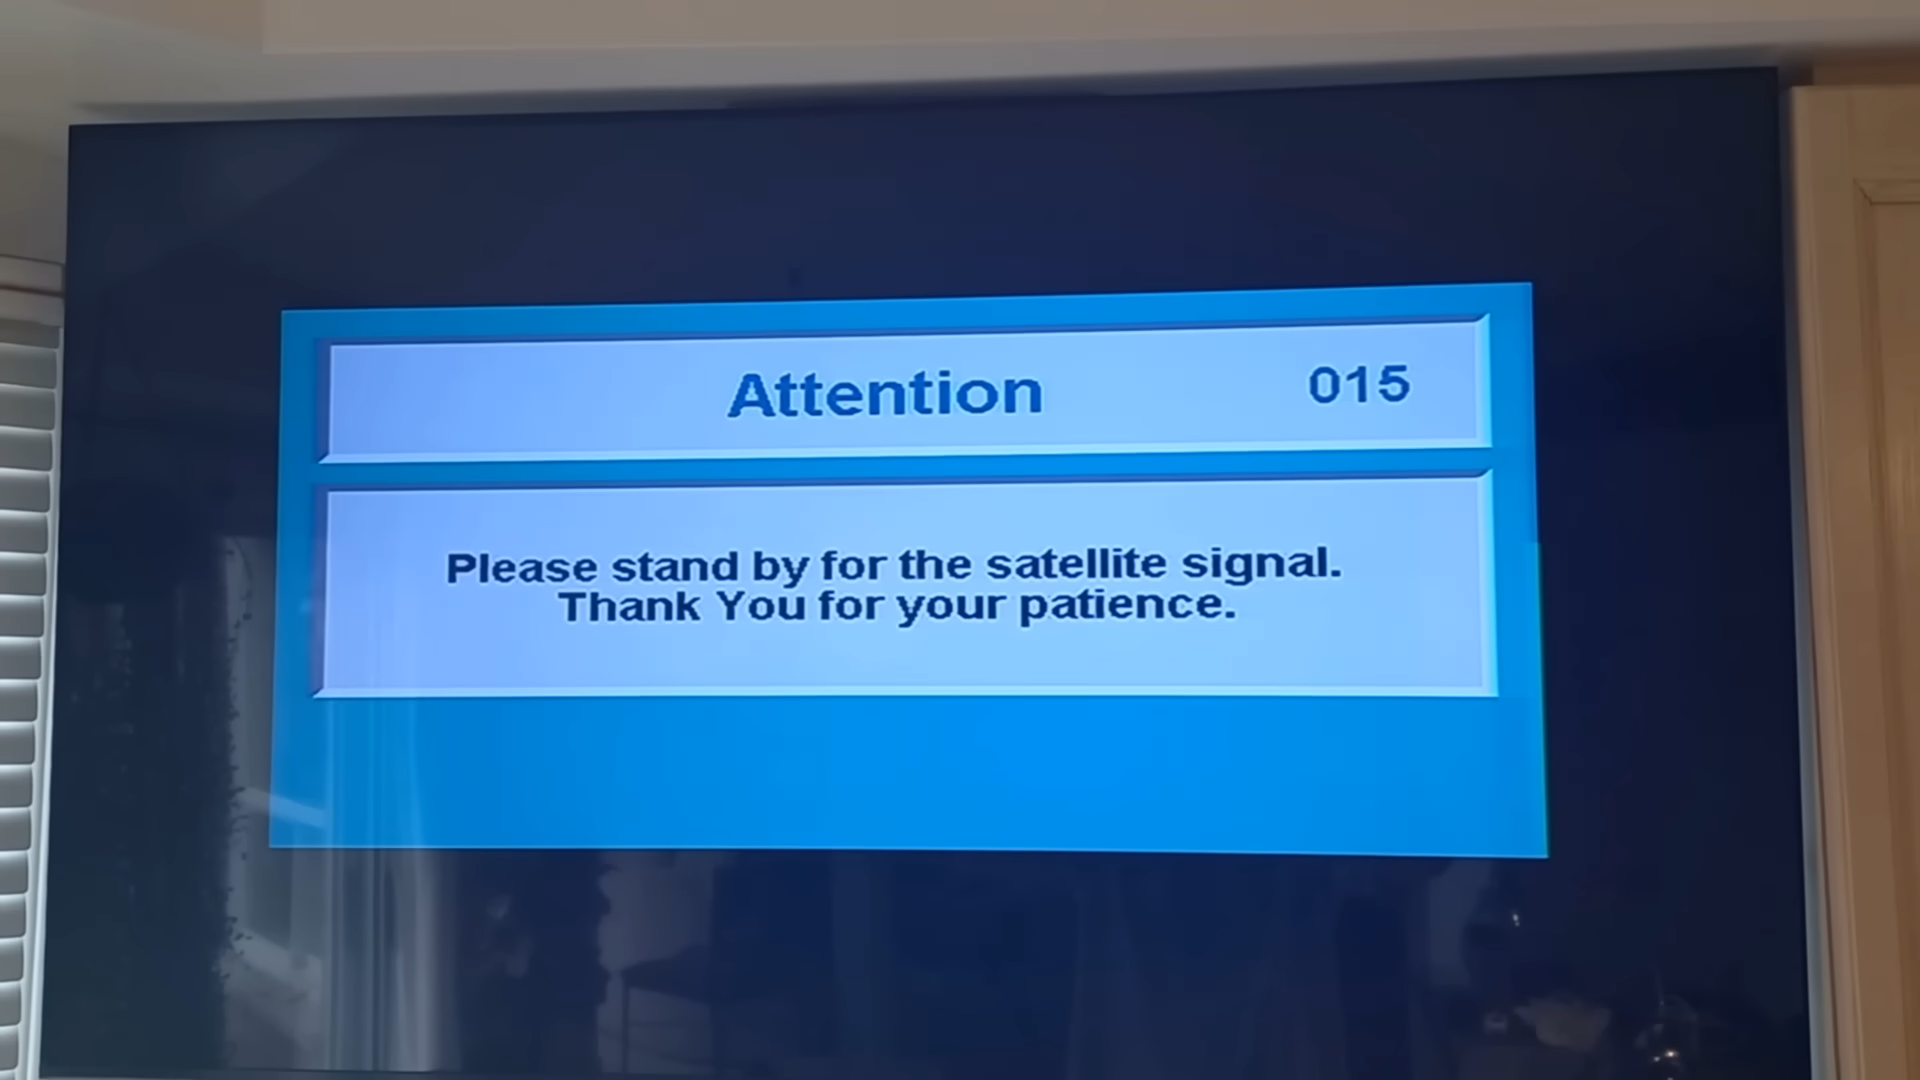 Attention 015
Please stand by for the satellite signal.
Thank You for your patience.